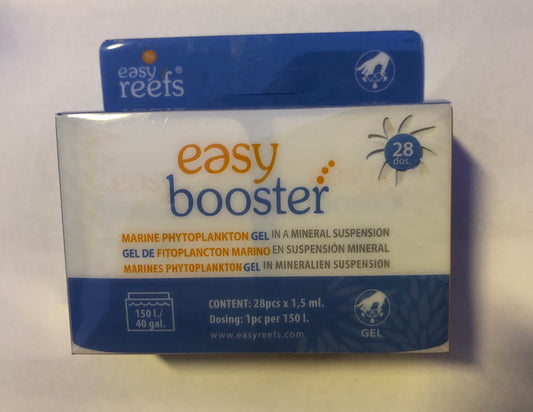 easy
reefs®
easy
booster
28
dos.
MARINE PHYTOPLANKTON GEL IN A MINERAL SUSPENSION
GEL DE FITOPLANCTON MARINO EN SUSPENSIÓN MINERAL
MARINES PHYTOPLANKTON GEL IN MINERALIEN SUSPENSION
150 l./
40 gal.
CONTENT: 28pcs x 1,5 ml.
Dosing: 1pc per 150 l.
www.easyreefs.com
GEL